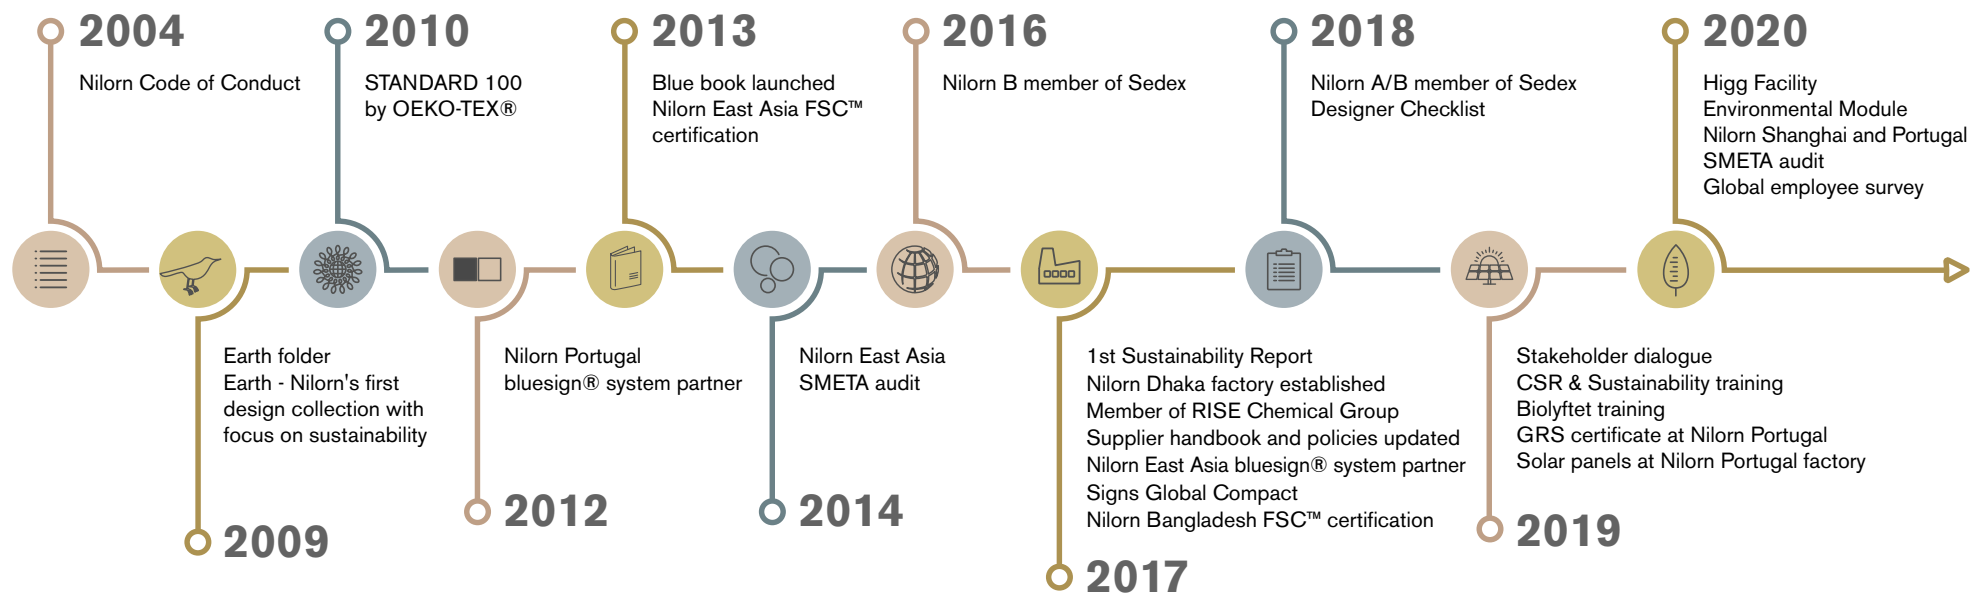 2004
Nilorn Code of Conduct
2009
Earth folder
Earth - Nilorn's first
design collection with
focus on sustainability
2010
STANDARD 100
by OEKO-TEX®
2012
Nilorn Portugal
bluesign® system partner
2013
Blue book launched
Nilorn East Asia FSC™
certification
2014
Nilorn East Asia
SMETA audit
2016
Nilorn B member of Sedex
2017
1st Sustainability Report
Nilorn Dhaka factory established
Member of RISE Chemical Group
Supplier handbook and policies updated
Nilorn East Asia bluesign® system partner
Signs Global Compact
Nilorn Bangladesh FSC™ certification
2018
Nilorn A/B member of Sedex
Designer Checklist
2019
Stakeholder dialogue
CSR & Sustainability training
Biolyftet training
GRS certificate at Nilorn Portugal
Solar panels at Nilorn Portugal factory
2020
Higg Facility
Environmental Module
Nilorn Shanghai and Portugal
SMETA audit
Global employee survey